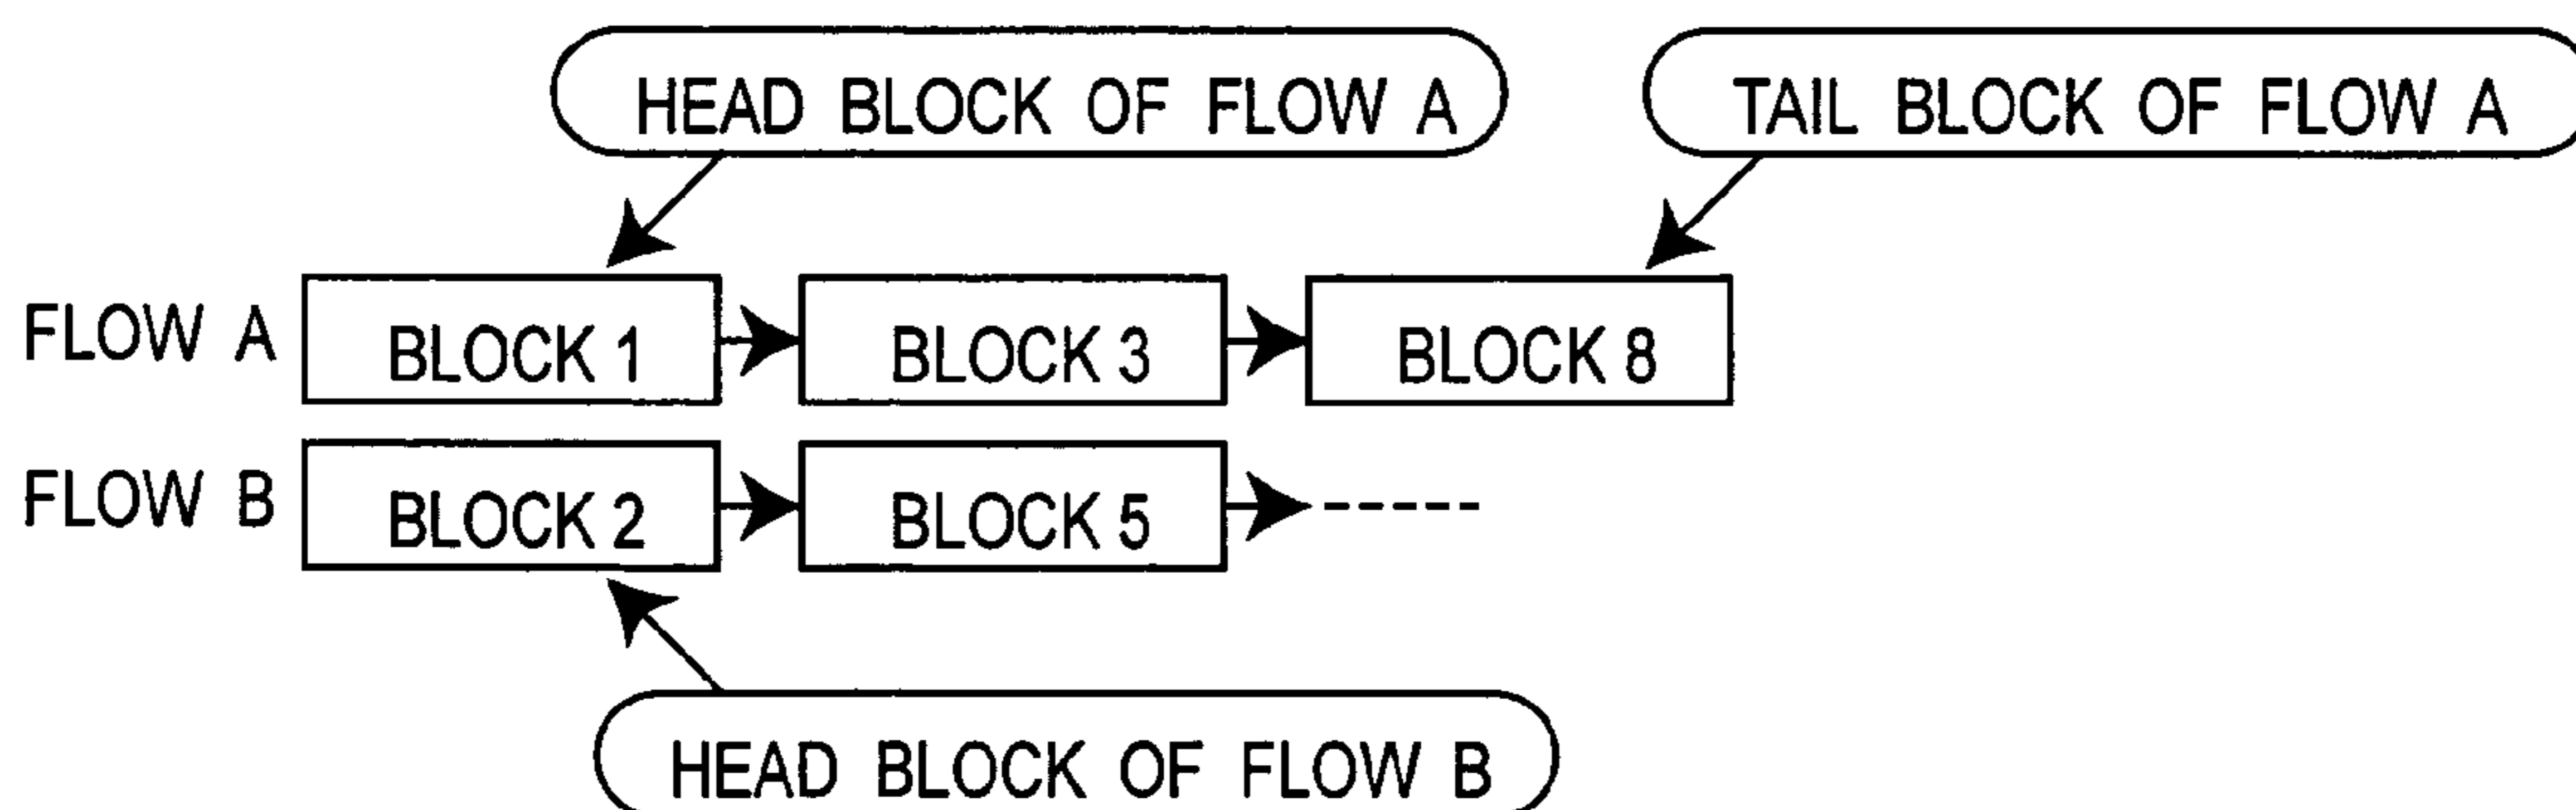 HEAD BLOCK OF FLOW A
TAIL BLOCK OF FLOW A
FLOW A
BLOCK 1
BLOCK 3
BLOCK 8
FLOW B
BLOCK 2
BLOCK 5
HEAD BLOCK OF FLOW B